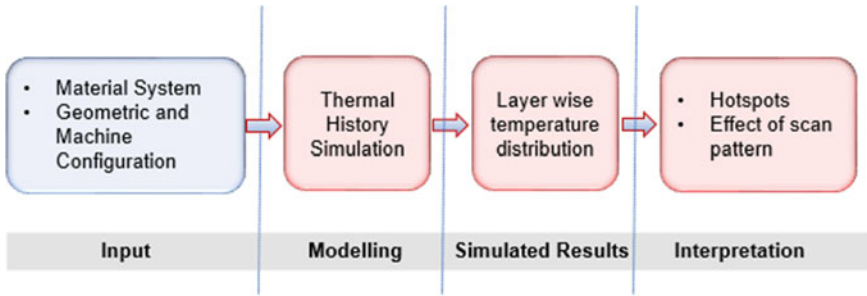 • Material System
• Geometric and
Machine
Configuration
Thermal
History
Simulation
Layer wise
temperature
distribution
• Hotspots
• Effect of scan
pattern
Input
Modelling
Simulated Results
Interpretation